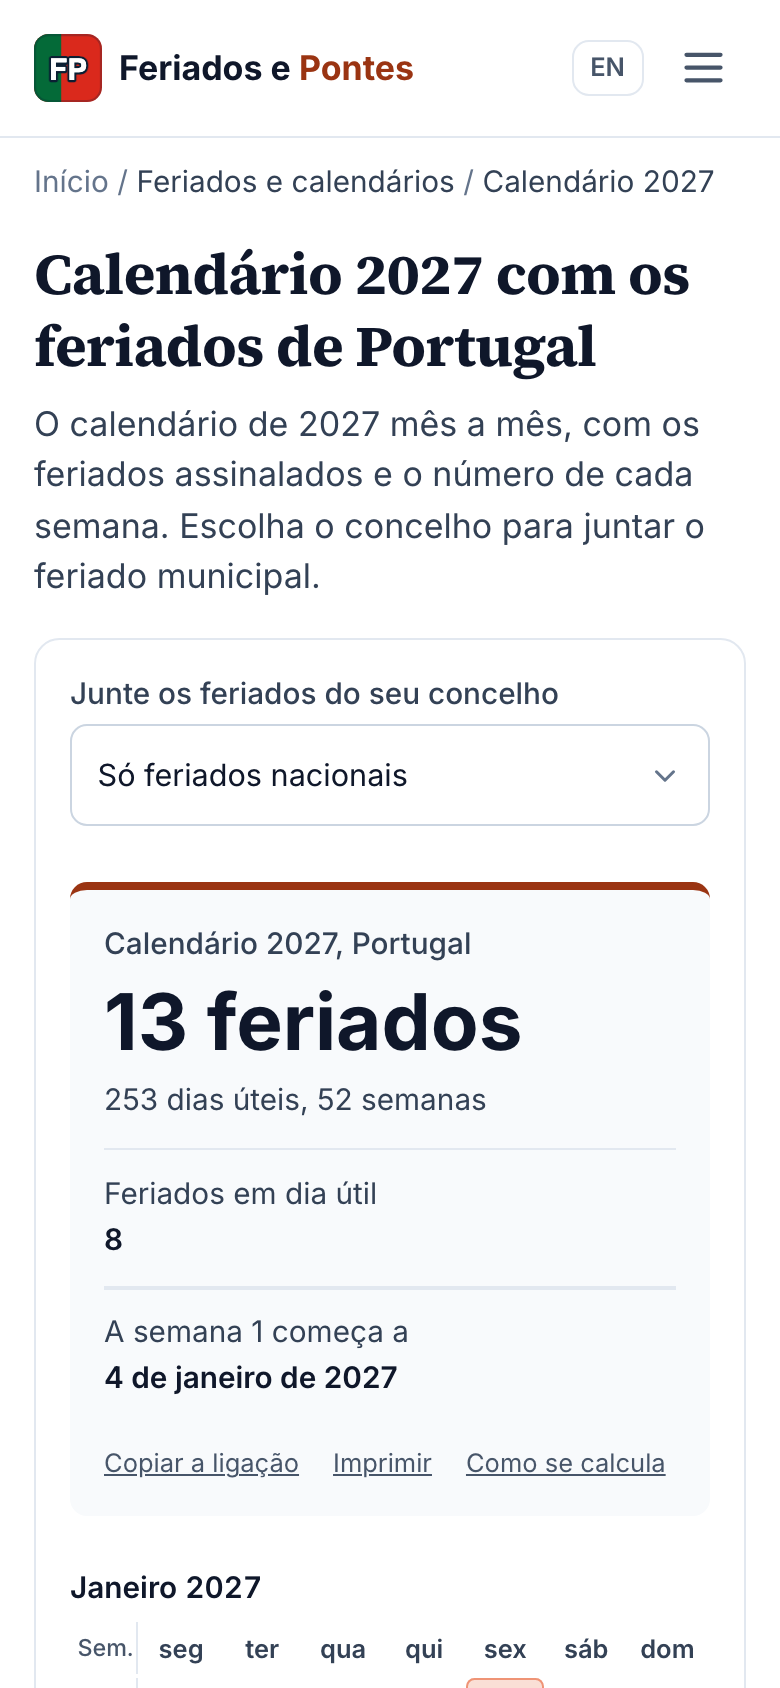 FP Feriados e Pontes EN
Início / Feriados e calendários / Calendário 2027
Calendário 2027 com os
feriados de Portugal
O calendário de 2027 mês a mês, com os
feriados assinalados e o número de cada
semana. Escolha o concelho para juntar o
feriado municipal.
Junte os feriados do seu concelho
Só feriados nacionais
Calendário 2027, Portugal
13 feriados
253 dias úteis, 52 semanas
Feriados em dia útil
8
A semana 1 começa a
4 de janeiro de 2027
Copiar a ligação Imprimir Como se calcula
Janeiro 2027
Sem. seg ter qua qui sex sáb dom